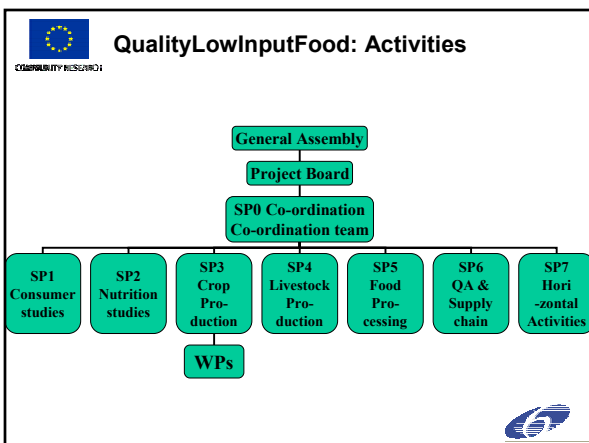 QualityLowInputFood: Activities
General Assembly
Project Board
SP0 Co-ordination
Co-ordination team
SP1
Consumer
studies
SP2
Nutrition
studies
SP3
Crop
Pro-
duction
SP4
Livestock
Pro-
duction
SP5
Food
Pro-
cessing
SP6
QA &
Supply
chain
SP7
Hori
-zontal
Activities
WPs
6